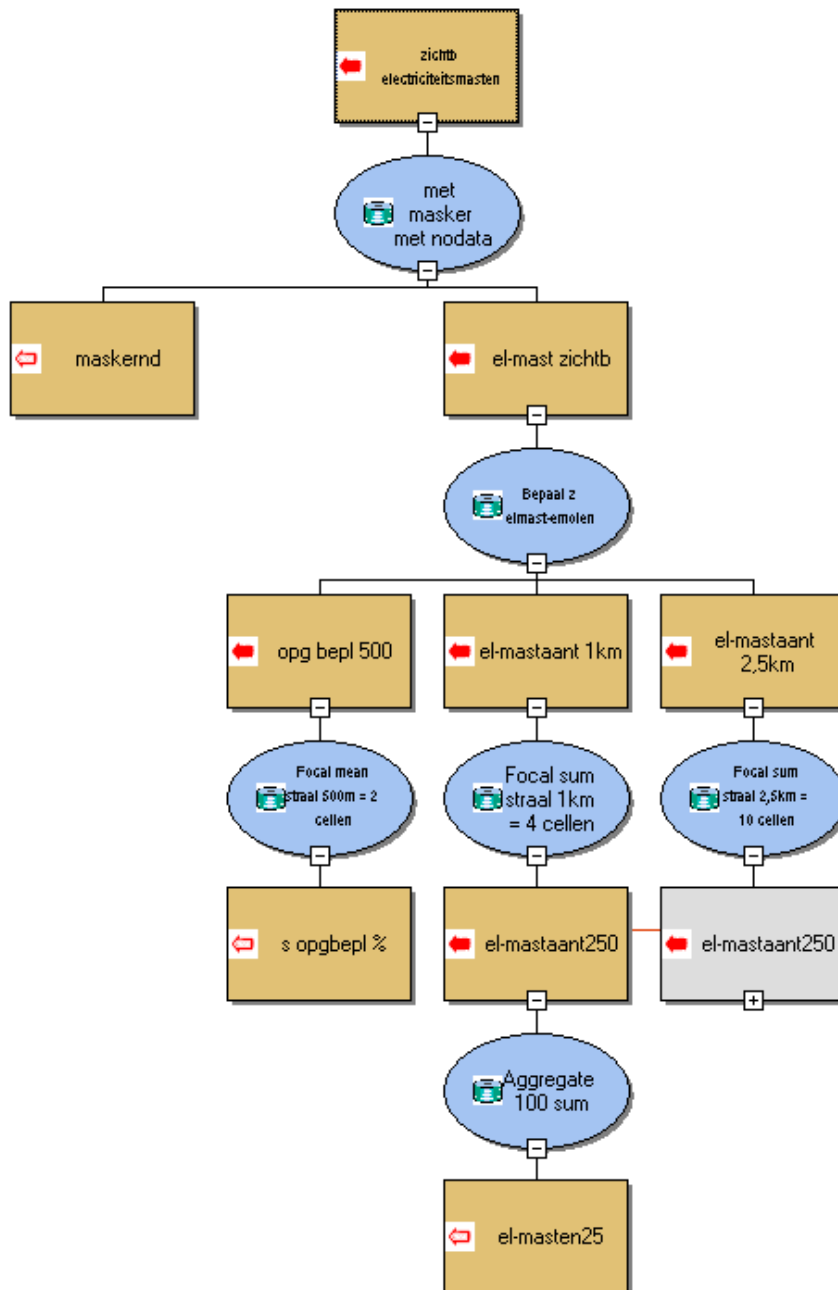 zichtb
electriciteitsmasten
met
masker
met nodata
maskernd
el-mast zichtb
Bepaal z
elmast-emolen
opg bepl 500
el-mastaant 1km
el-mastaant
2,5km
Focal mean
straal 500m = 2
cellen
Focal sum
straal 1km
= 4 cellen
Focal sum
straal 2,5km =
10 cellen
s opgbepl %
el-mastaant250
el-mastaant250
Aggregate
100 sum
el-masten25